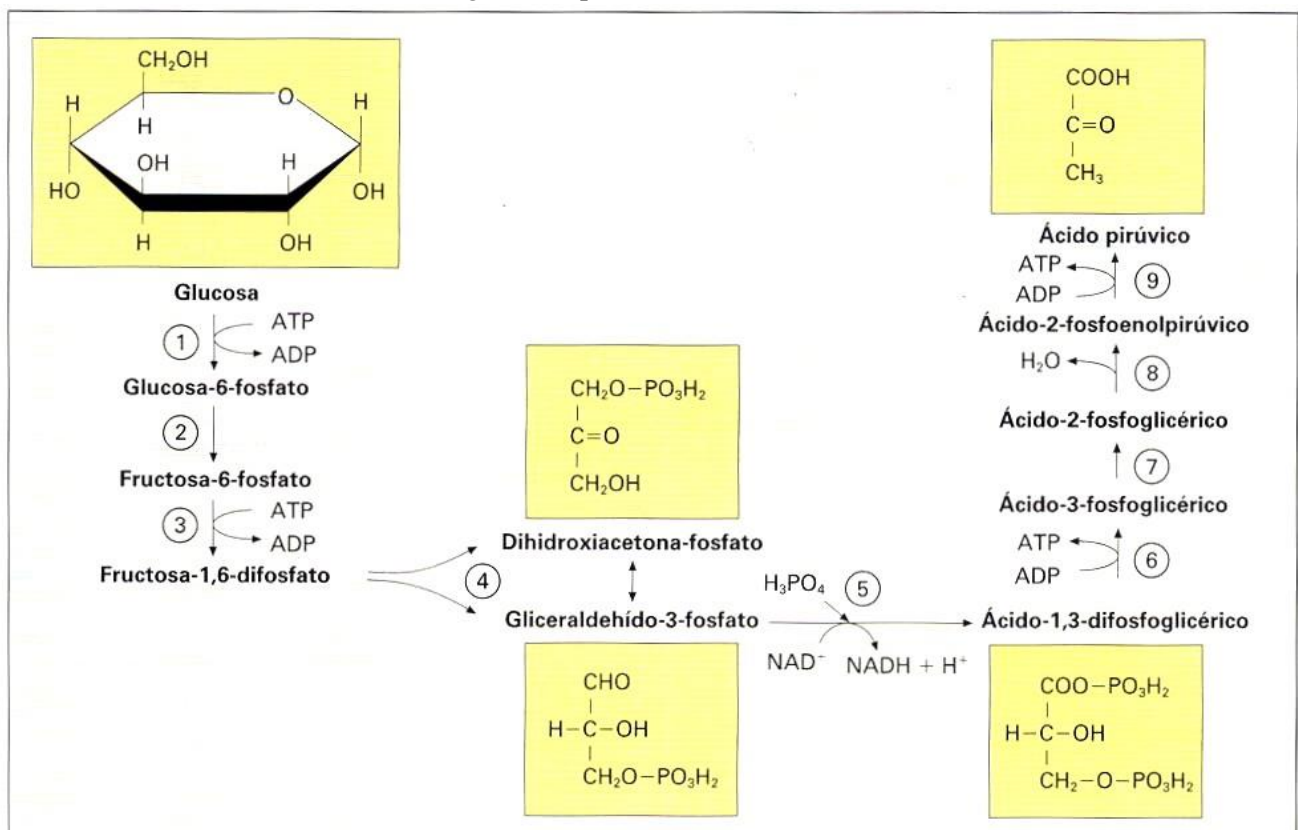 CH₂OH
H
O
H
H
OH
H
HO
OH
H
OH
Glucosa
1
ATP
ADP
Glucosa-6-fosfato
2
Fructosa-6-fosfato
3
ATP
ADP
Fructosa-1,6-difosfato
4
CH₂O–PO₃H₂
C=O
CH₂OH
Dihidroxiacetona-fosfato
Gliceraldehído-3-fosfato
CHO
H–C–OH
CH₂O–PO₃H₂
H₃PO₄
5
NAD⁺
NADH + H⁺
Ácido-1,3-difosfoglicérico
COO–PO₃H₂
H–C–OH
CH₂–O–PO₃H₂
ATP
ADP
6
Ácido-3-fosfoglicérico
7
Ácido-2-fosfoglicérico
H₂O
8
Ácido-2-fosfoenolpirúvico
ATP
ADP
9
Ácido pirúvico
COOH
C=O
CH₃